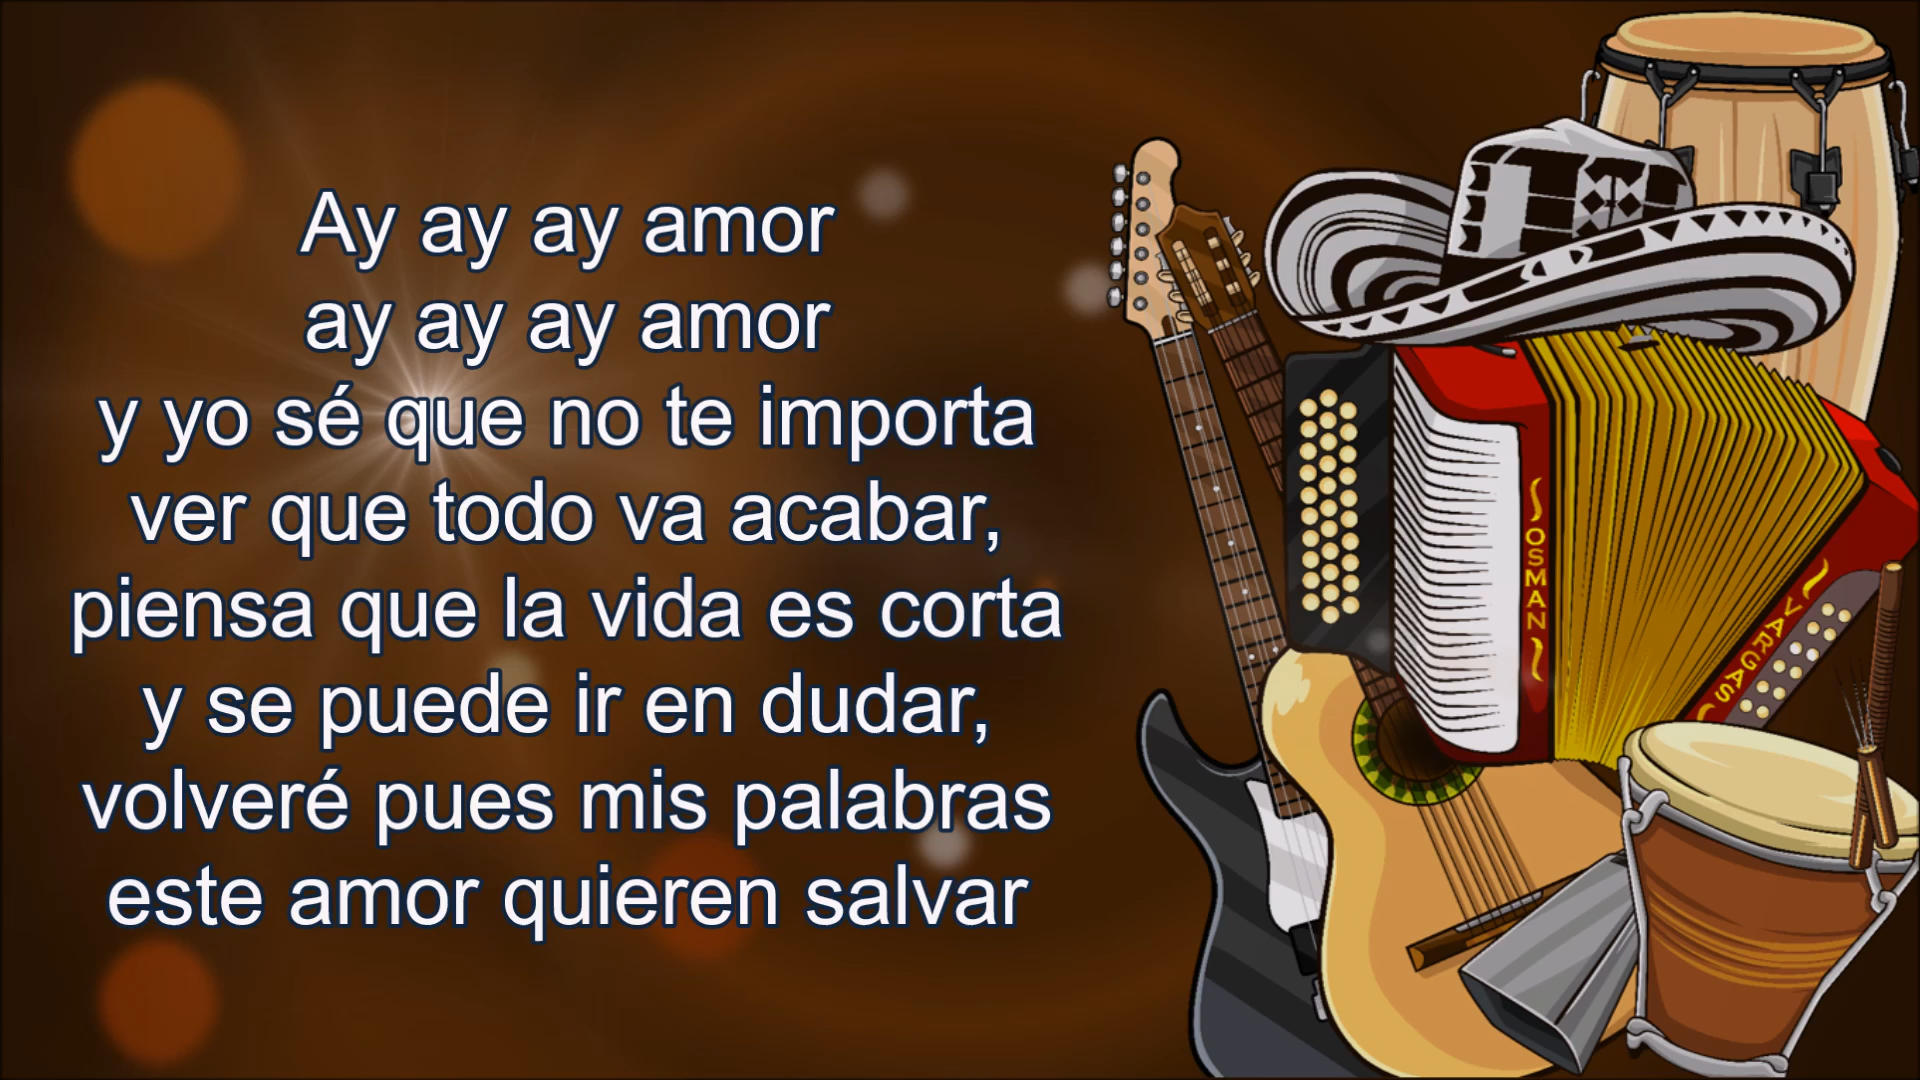 Ay ay ay amor
ay ay ay amor
y yo sé que no te importa
ver que todo va acabar,
piensa que la vida es corta
y se puede ir en dudar,
volveré pues mis palabras
este amor quieren salvar
OSMAN
VARGAS